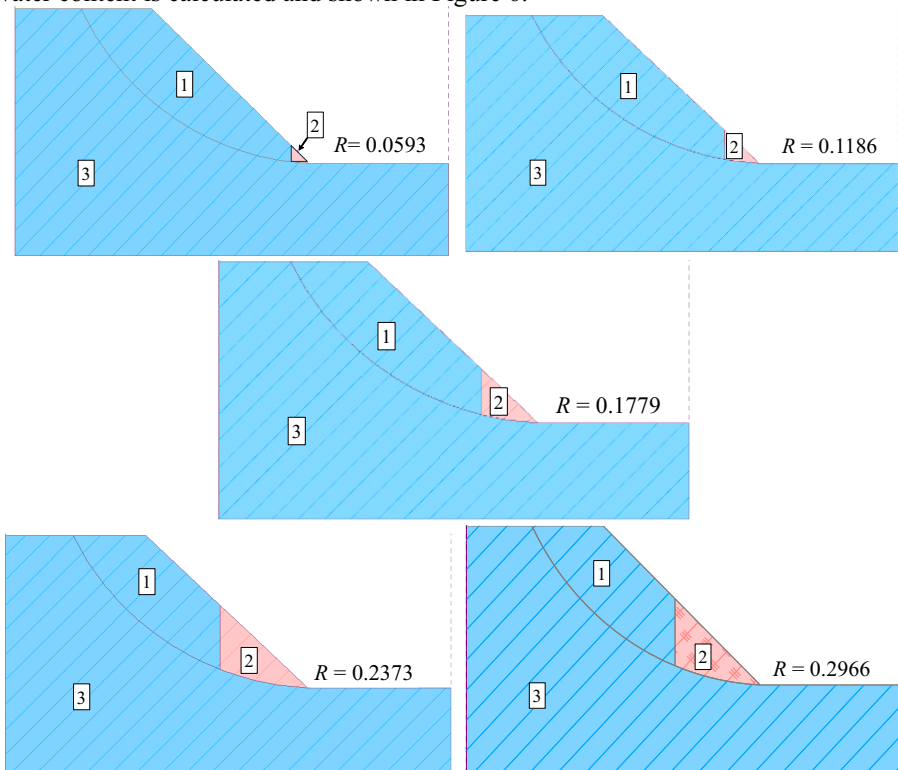 water content is calculated and shown in Figure 6.
1
2
R= 0.0593
3
1
2
R = 0.1186
3
1
2
R = 0.1779
3
1
2
R = 0.2373
3
1
2
R = 0.2966
3